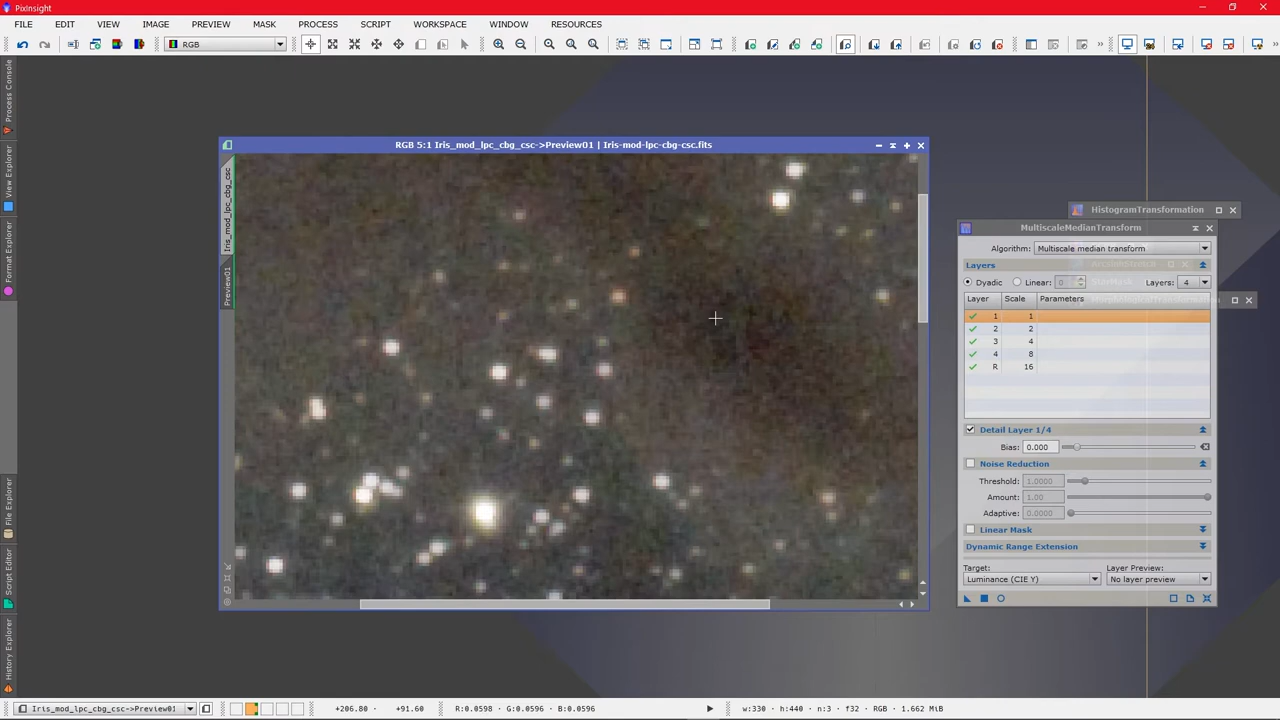 PixInsight
FILE EDIT VIEW IMAGE PREVIEW MASK PROCESS SCRIPT WORKSPACE WINDOW RESOURCES
RGB
Process Console
View Explorer
Format Explorer
File Explorer
Script Editor
History Explorer
RGB 5:1 Iris_mod_lpc_cbg_csc->Preview01 | Iris-mod-lpc-cbg-csc.fits
Iris_mod_lpc_cbg_csc
Preview01
HistogramTransformation
MultiscaleMedianTransform
Algorithm: Multiscale median transform
Layers
Dyadic Linear: 0 Layers: 4
Layer Scale Parameters
1 1
2 2
3 4
4 8
R 16
Detail Layer 1/4
Bias: 0.000
Noise Reduction
Threshold: 1.0000
Amount: 1.00
Adaptive: 0.0000
Linear Mask
Dynamic Range Extension
Target: Layer Preview:
Luminance (CIE Y) No layer preview
Iris_mod_lpc_cbg_csc->Preview01 +206.80 +91.60 R:0.0598 · G:0.0596 · B:0.0596 w:330 · h:440 · n:3 · f32 · RGB · 1.662 MiB